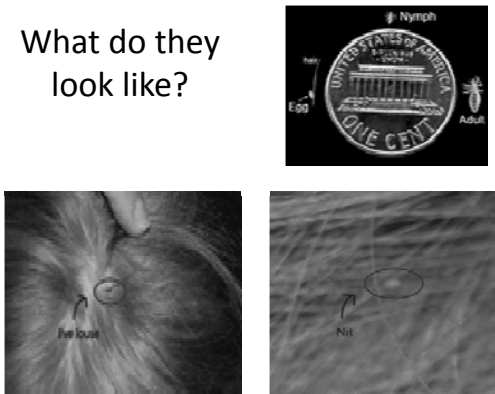 What do they
look like?
Nymph
UNITED STATES OF AMERICA
hair
Egg
Adult
ONE CENT
live louse
Nit